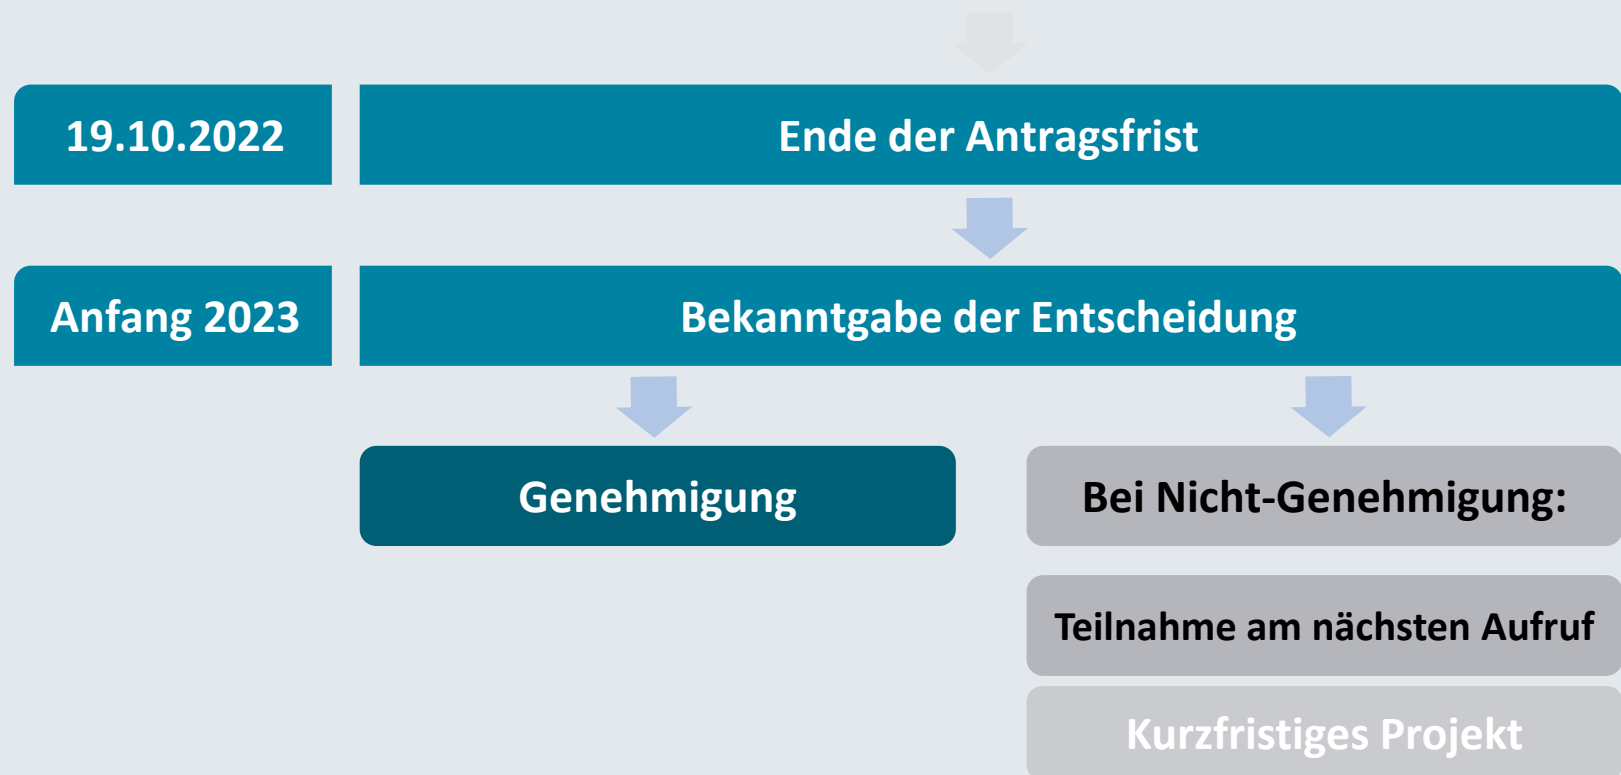 19.10.2022
Ende der Antragsfrist
Anfang 2023
Bekanntgabe der Entscheidung
Genehmigung
Bei Nicht-Genehmigung:
Teilnahme am nächsten Aufruf
Kurzfristiges Projekt